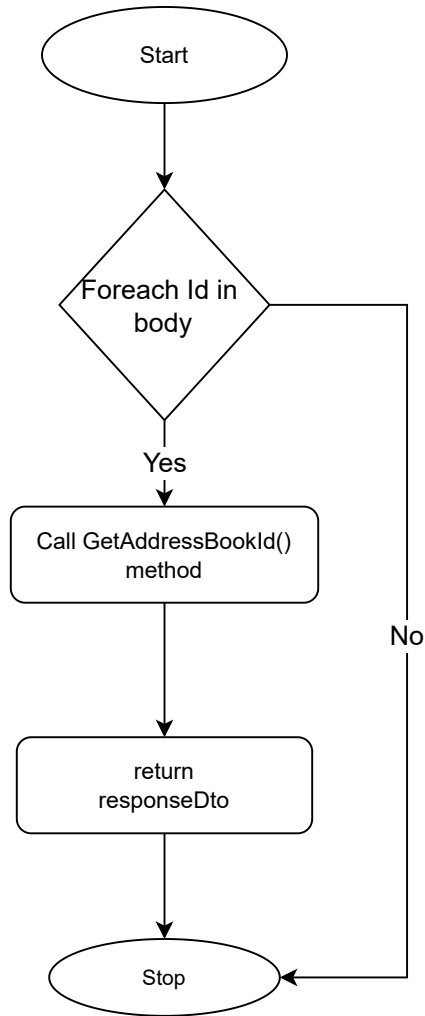 Start
Foreach Id in
body
Yes
Call GetAddressBookId()
method
No
return
responseDto
Stop